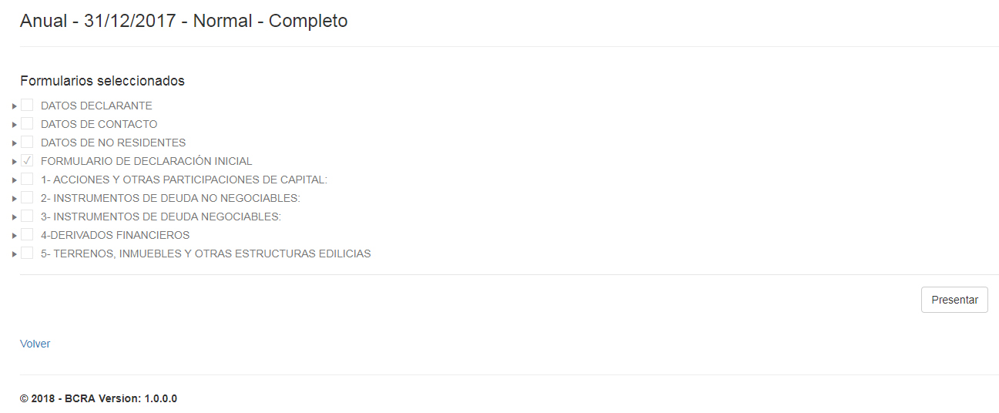 Anual - 31/12/2017 - Normal - Completo
Formularios seleccionados
DATOS DECLARANTE
DATOS DE CONTACTO
DATOS DE NO RESIDENTES
FORMULARIO DE DECLARACIÓN INICIAL
1- ACCIONES Y OTRAS PARTICIPACIONES DE CAPITAL:
2- INSTRUMENTOS DE DEUDA NO NEGOCIABLES:
3- INSTRUMENTOS DE DEUDA NEGOCIABLES:
4-DERIVADOS FINANCIEROS
5- TERRENOS, INMUEBLES Y OTRAS ESTRUCTURAS EDILICIAS
Presentar
Volver
© 2018 - BCRA Version: 1.0.0.0